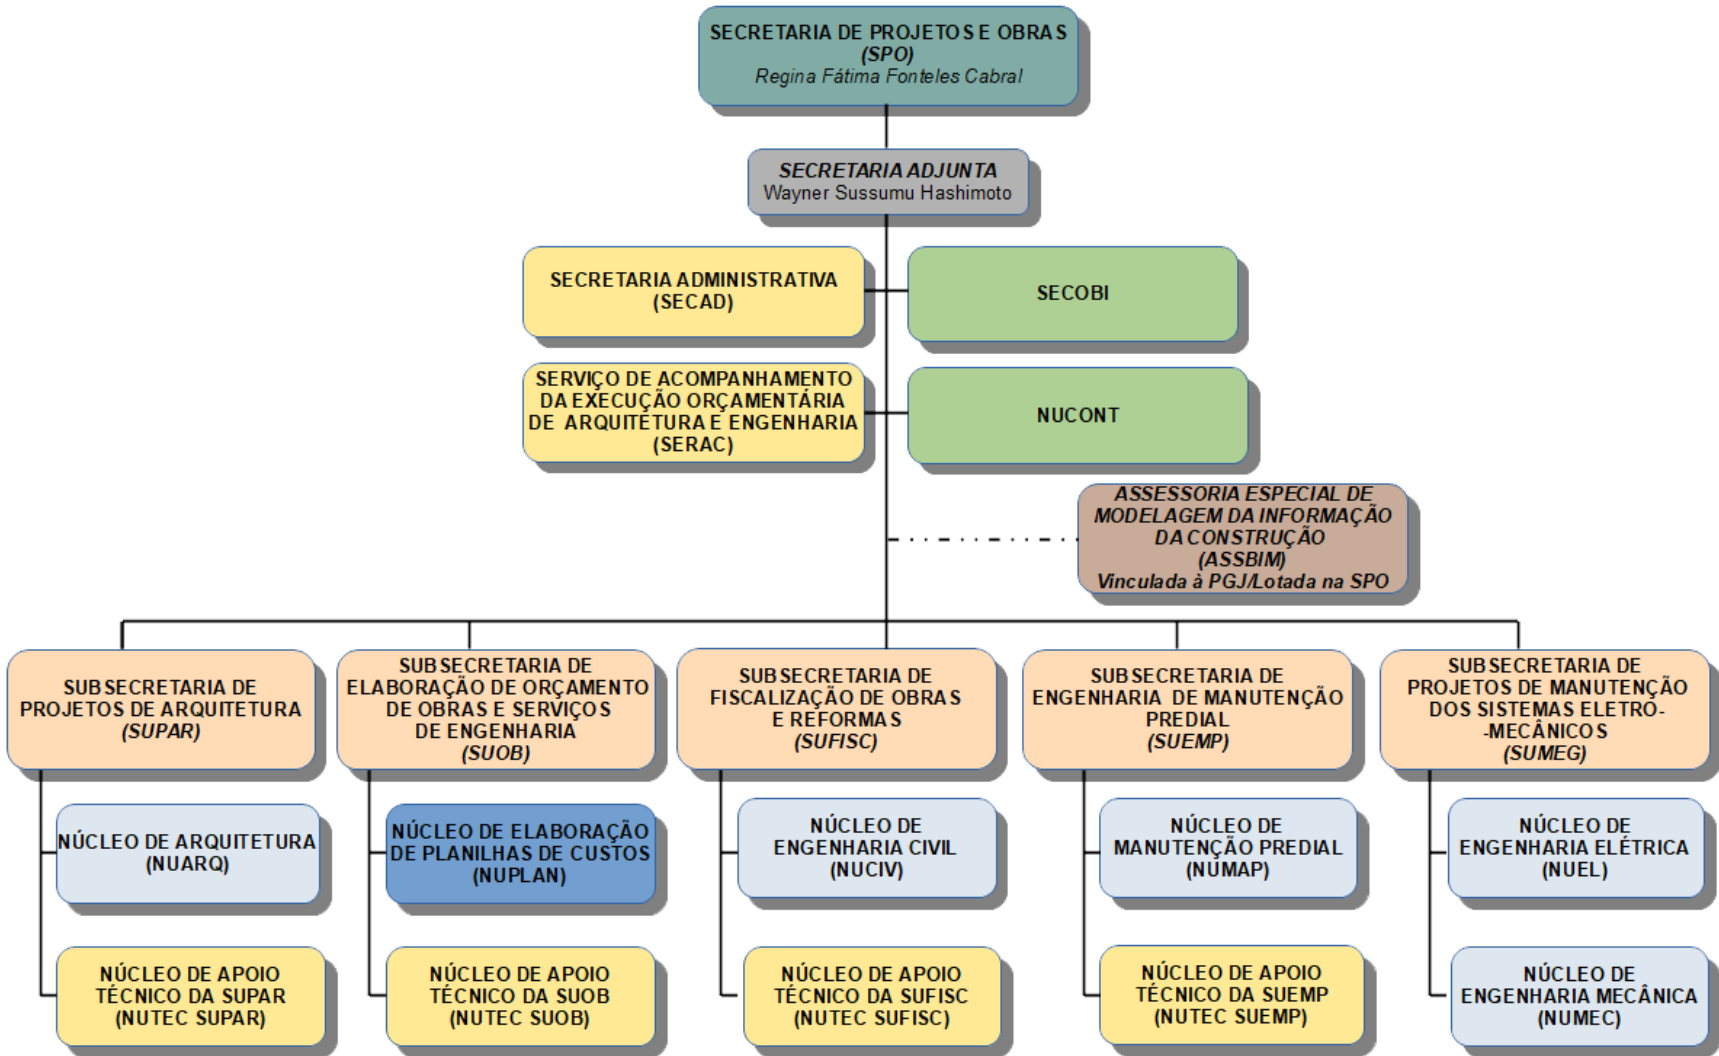 SECRETARIA DE PROJETOS E OBRAS
(SPO)
Regina Fátima Fonteles Cabral
SECRETARIA ADJUNTA
Wayner Sussumu Hashimoto
SECRETARIA ADMINISTRATIVA
(SECAD)
SECOBI
SERVIÇO DE ACOMPANHAMENTO
DA EXECUÇÃO ORÇAMENTÁRIA
DE ARQUITETURA E ENGENHARIA
(SERAC)
NUCONT
ASSESSORIA ESPECIAL DE
MODELAGEM DA INFORMAÇÃO
DA CONSTRUÇÃO
(ASSBIM)
Vinculada à PGJ/Lotada na SPO
SUBSECRETARIA DE
PROJETOS DE ARQUITETURA
(SUPAR)
SUBSECRETARIA DE
ELABORAÇÃO DE ORÇAMENTO
DE OBRAS E SERVIÇOS
DE ENGENHARIA
(SUOB)
SUBSECRETARIA DE
FISCALIZAÇÃO DE OBRAS
E REFORMAS
(SUFISC)
SUBSECRETARIA DE
ENGENHARIA DE MANUTENÇÃO
PREDIAL
(SUEMP)
SUBSECRETARIA DE
PROJETOS DE MANUTENÇÃO
DOS SISTEMAS ELETRO-
-MECÂNICOS
(SUMEG)
NÚCLEO DE ARQUITETURA
(NUARQ)
NÚCLEO DE ELABORAÇÃO
DE PLANILHAS DE CUSTOS
(NUPLAN)
NÚCLEO DE
ENGENHARIA CIVIL
(NUCIV)
NÚCLEO DE
MANUTENÇÃO PREDIAL
(NUMAP)
NÚCLEO DE
ENGENHARIA ELÉTRICA
(NUEL)
NÚCLEO DE APOIO
TÉCNICO DA SUPAR
(NUTEC SUPAR)
NÚCLEO DE APOIO
TÉCNICO DA SUOB
(NUTEC SUOB)
NÚCLEO DE APOIO
TÉCNICO DA SUFISC
(NUTEC SUFISC)
NÚCLEO DE APOIO
TÉCNICO DA SUEMP
(NUTEC SUEMP)
NÚCLEO DE
ENGENHARIA MECÂNICA
(NUMEC)